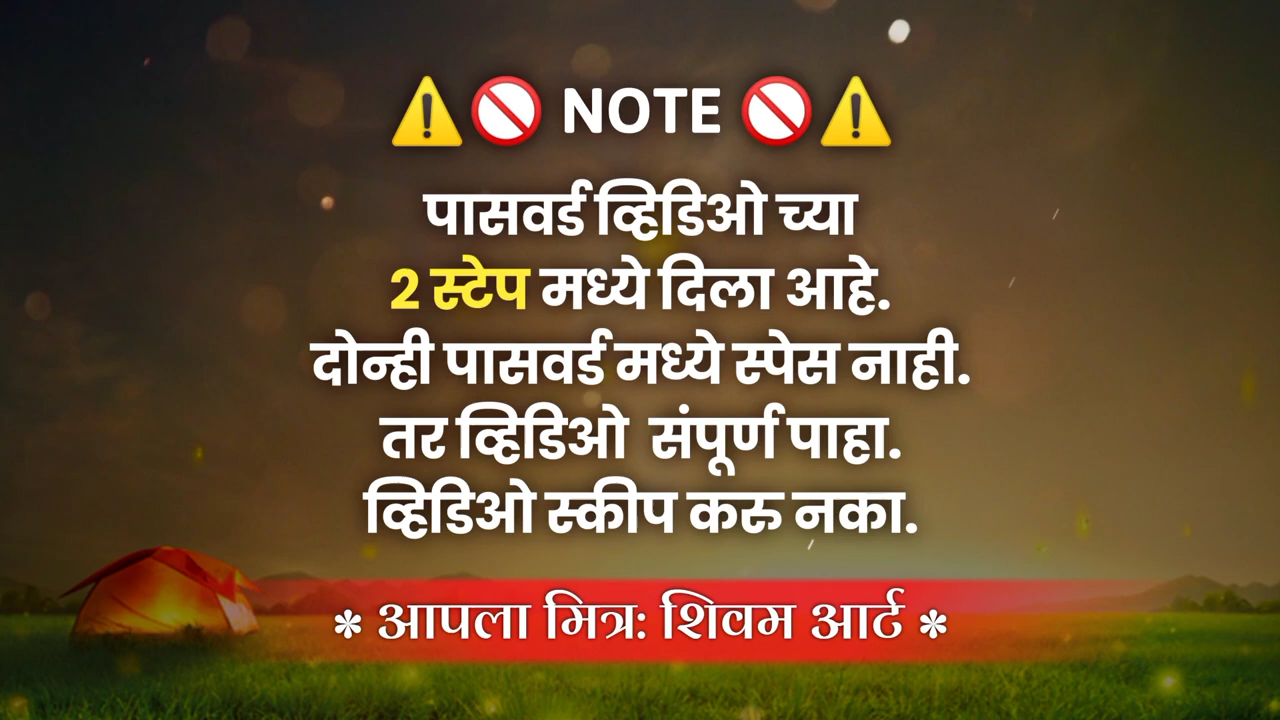 ⚠️🚫 NOTE 🚫⚠️
पासवर्ड व्हिडिओ च्या
2 स्टेप मध्ये दिला आहे.
दोन्ही पासवर्ड मध्ये स्पेस नाही.
तर व्हिडिओ संपूर्ण पाहा.
व्हिडिओ स्कीप करु नका.
* आपला मित्र: शिवम आर्ट *